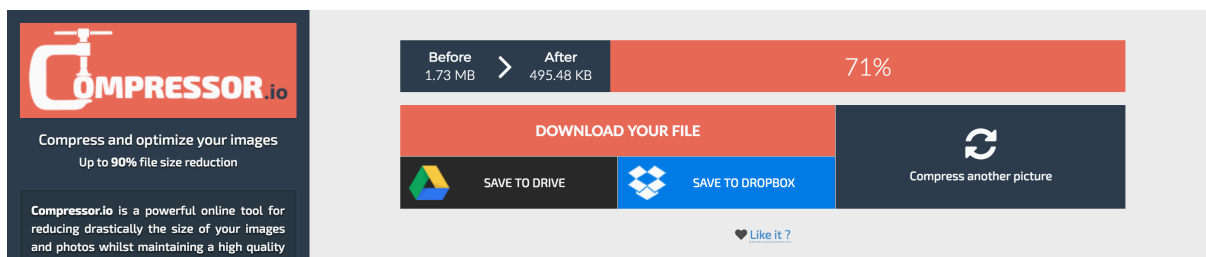 COMPRESSOR.io
Compress and optimize your images
Up to 90% file size reduction
Compressor.io is a powerful online tool for
reducing drastically the size of your images
and photos whilst maintaining a high quality
Before
1.73 MB
After
495.48 KB
71%
DOWNLOAD YOUR FILE
SAVE TO DRIVE
SAVE TO DROPBOX
Compress another picture
Like it ?